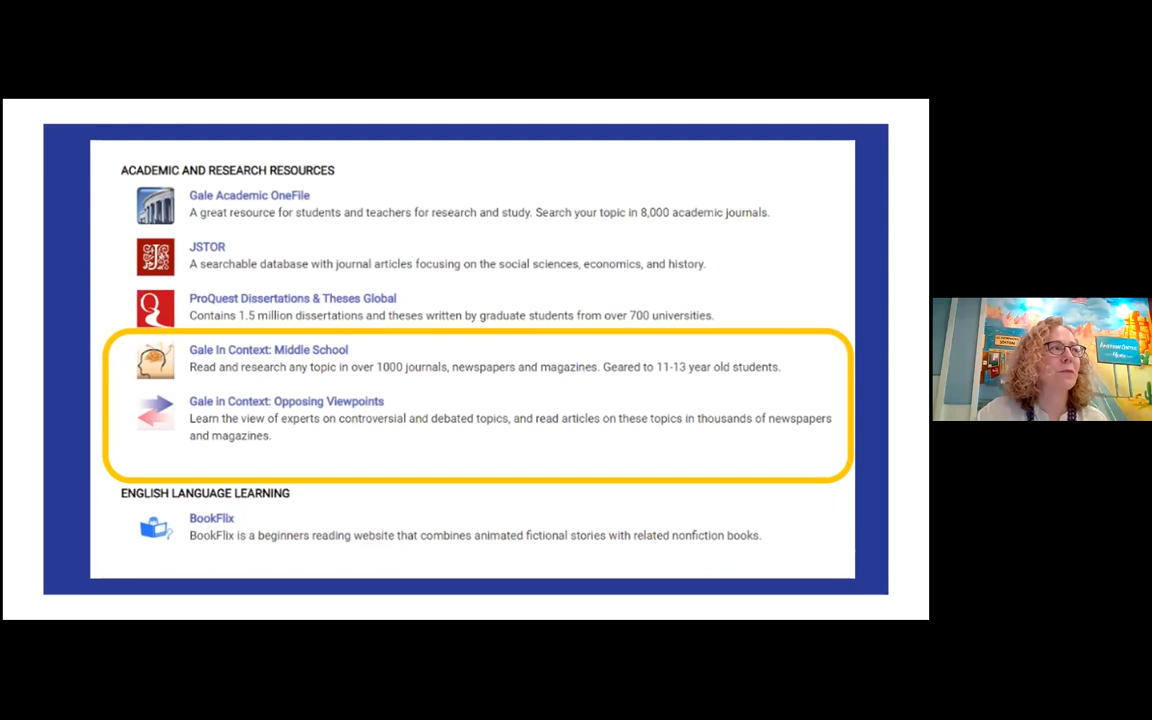 ACADEMIC AND RESEARCH RESOURCES
Gale Academic OneFile
A great resource for students and teachers for research and study. Search your topic in 8,000 academic journals.
JSTOR
A searchable database with journal articles focusing on the social sciences, economics, and history.
ProQuest Dissertations & Theses Global
Contains 1.5 million dissertations and theses written by graduate students from over 700 universities.
Gale In Context: Middle School
Read and research any topic in over 1000 journals, newspapers and magazines. Geared to 11-13 year old students.
Gale in Context: Opposing Viewpoints
Learn the view of experts on controversial and debated topics, and read articles on these topics in thousands of newspapers
and magazines.
ENGLISH LANGUAGE LEARNING
BookFlix
BookFlix is a beginners reading website that combines animated fictional stories with related nonfiction books.